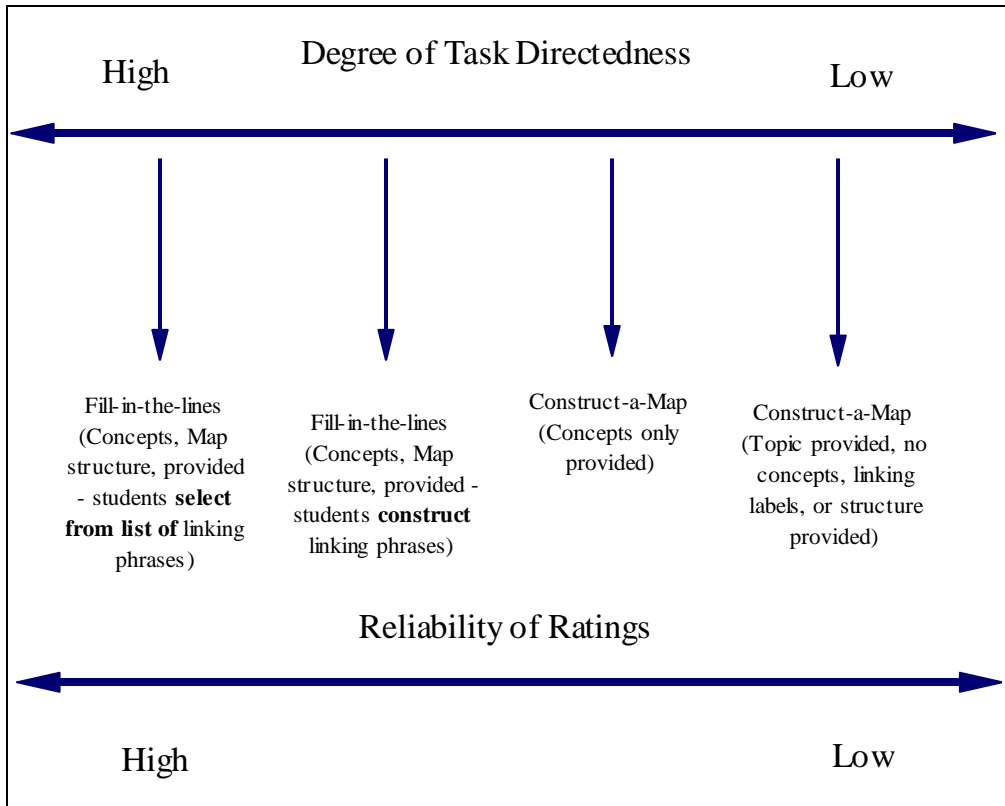 Degree of Task Directedness
High
Low
Fill-in-the-lines
(Concepts, Map
structure, provided
- students select
from list of linking
phrases)
Fill-in-the-lines
(Concepts, Map
structure, provided -
students construct
linking phrases)
Construct-a-Map
(Concepts only
provided)
Construct-a-Map
(Topic provided, no
concepts, linking
labels, or structure
provided)
Reliability of Ratings
High
Low